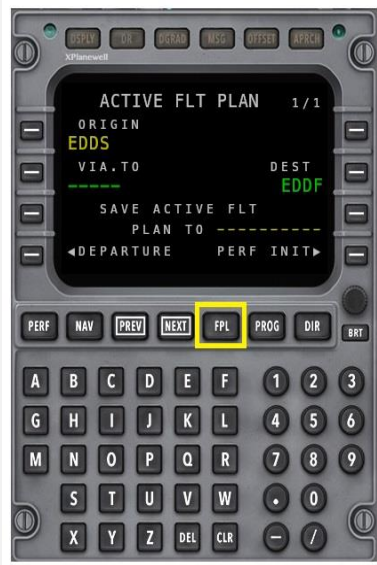 DSPLY DR DGRAD MSG OFFSET APRCH
XPlanewell
ACTIVE FLT PLAN 1/1
ORIGIN
EDDS
VIA.TO DEST
----- EDDF
SAVE ACTIVE FLT
PLAN TO ----------
◄DEPARTURE PERF INIT►
PERF NAV PREV NEXT FPL PROG DIR BRT
A B C D E F 1 2 3
G H I J K L 4 5 6
M N O P Q R 7 8 9
S T U V W • 0
X Y Z DEL CLR − /